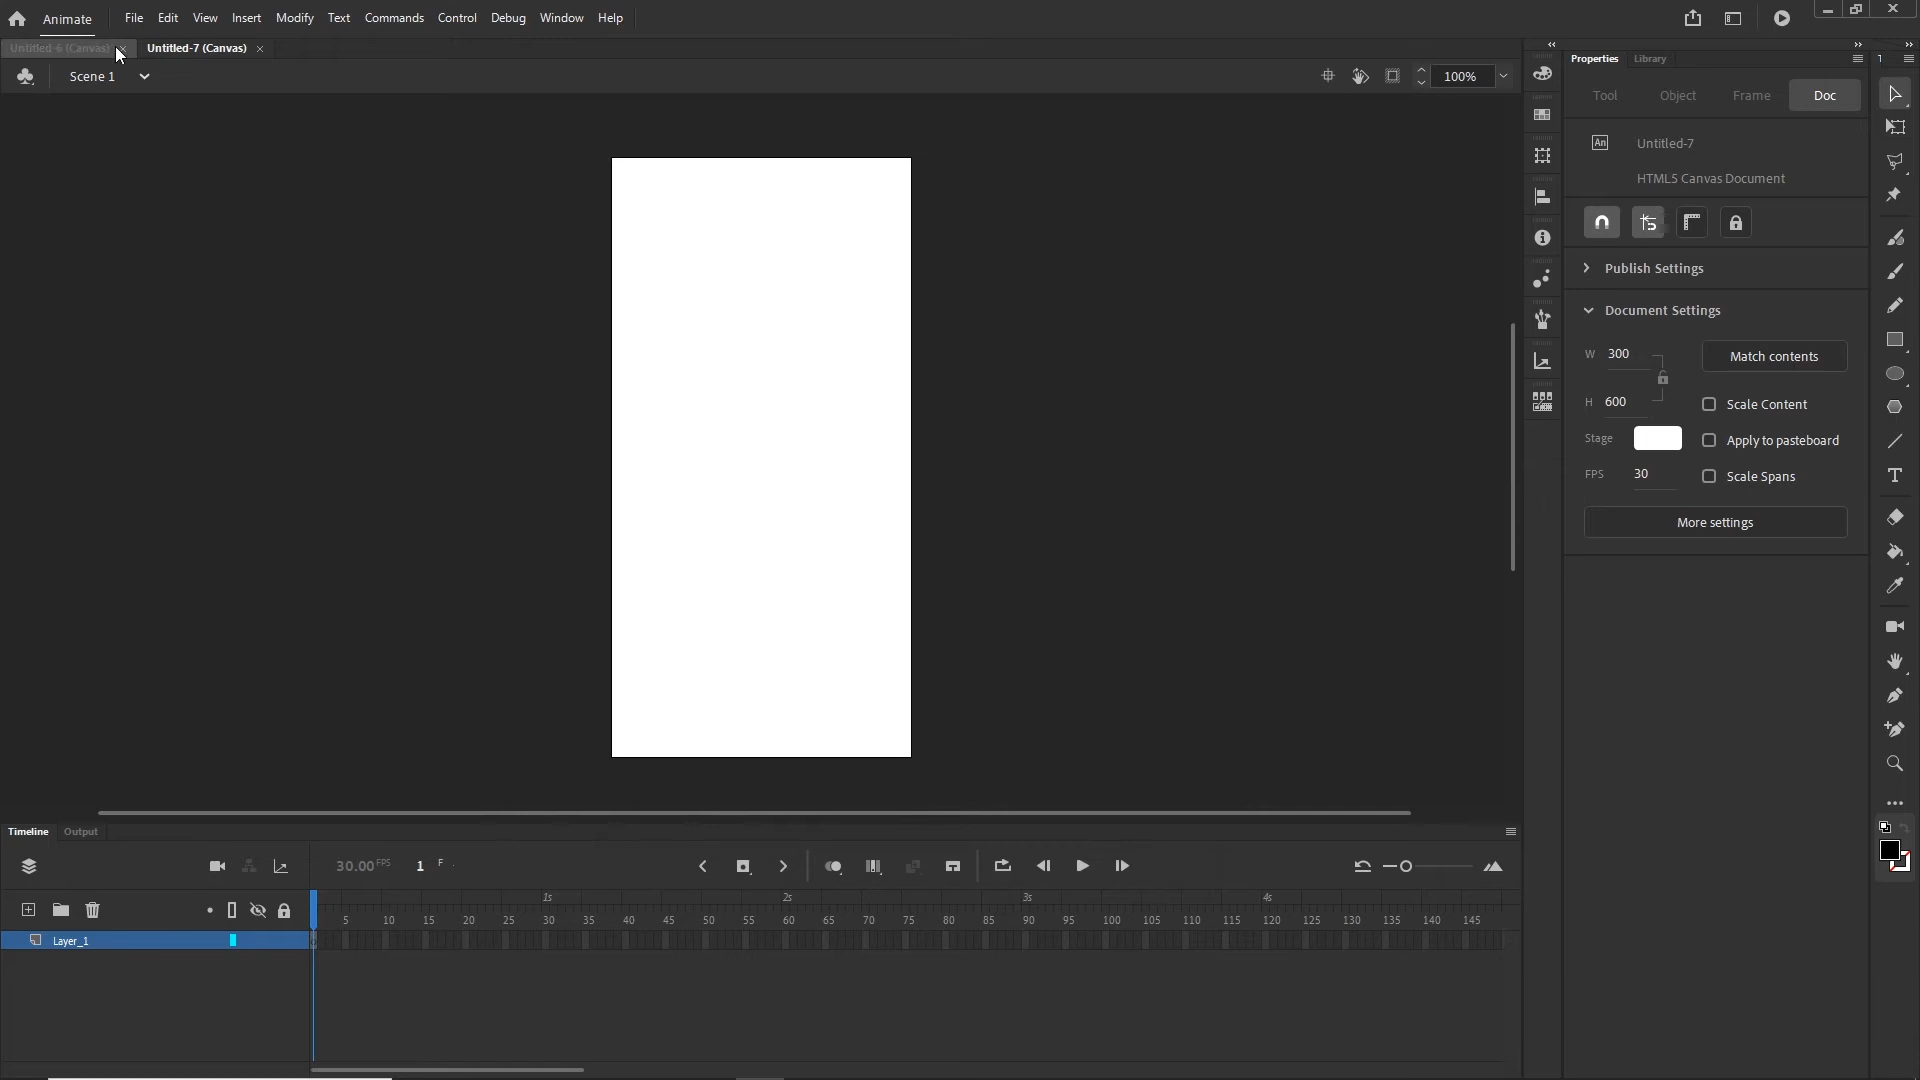 Animate File Edit View Insert Modify Text Commands Control Debug Window Help
Untitled-6 (Canvas) Untitled-7 (Canvas)
Scene 1
100%
Properties Library
Tool Object Frame Doc
An Untitled-7
HTML5 Canvas Document
Publish Settings
Document Settings
W 300 Match contents
H 600 Scale Content
Stage Apply to pasteboard
FPS 30 Scale Spans
More settings
Timeline Output
30.00 FPS 1 F
1s 2s 3s 4s
5 10 15 20 25 30 35 40 45 50 55 60 65 70 75 80 85 90 95 100 105 110 115 120 125 130 135 140 145
Layer_1